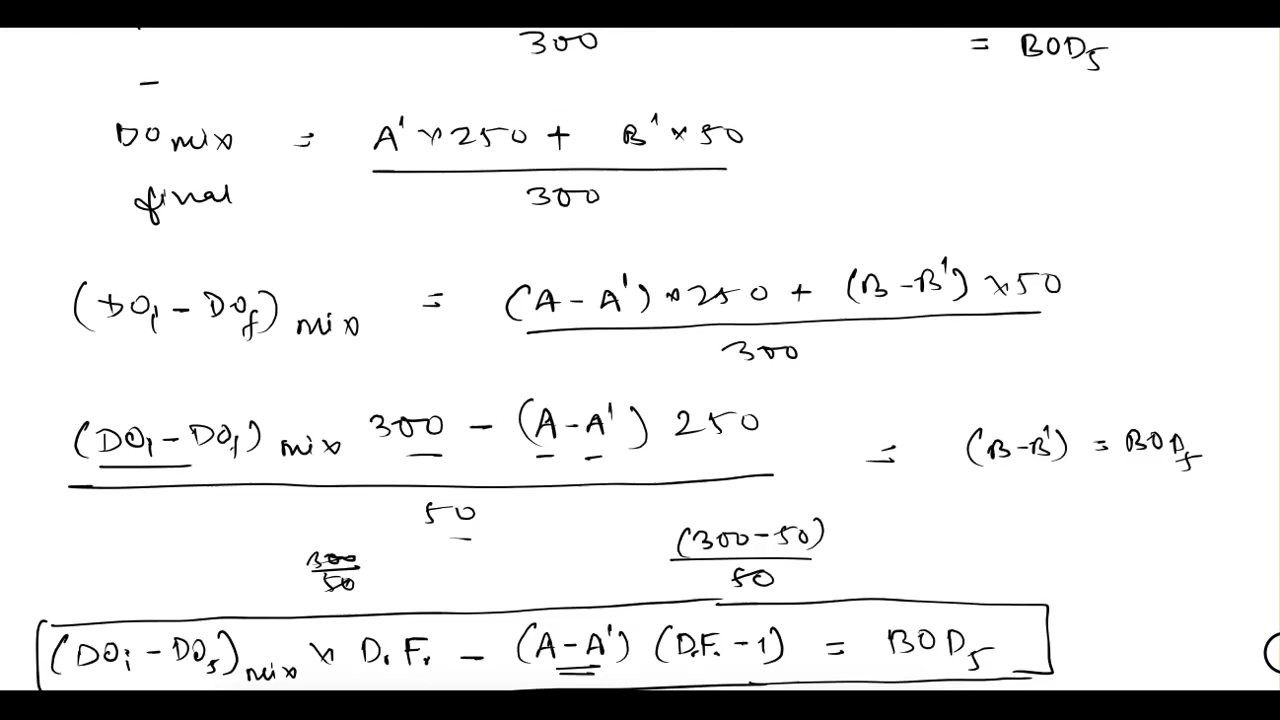 300 = BOD5
–
DO mix = A' × 250 + B' × 50
final 300
(DOi - DOf) mix = (A - A') × 250 + (B - B') × 50
300
(DOi - DOf) mix 300 - (A - A') 250 = (B - B') = BOD5
50
300 (300 - 50)
50 50
(DOi - DO5) mix × D.F. - (A - A') (D.F. - 1) = BOD5